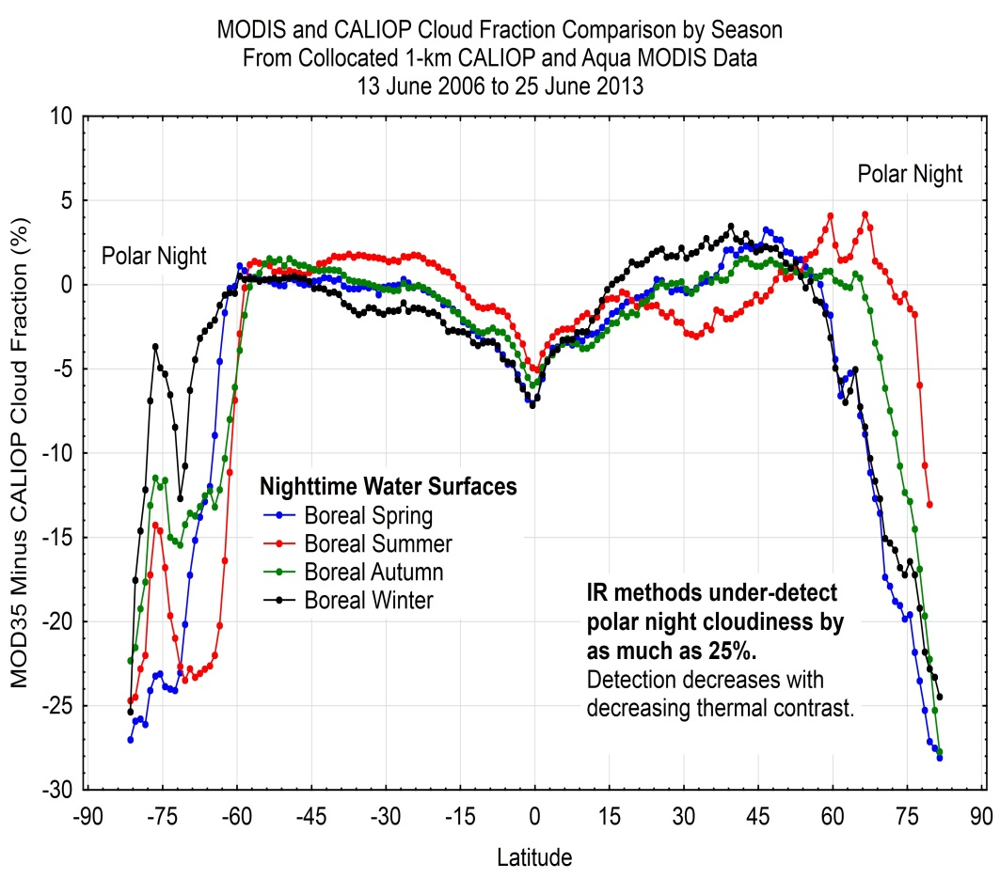 MODIS and CALIOP Cloud Fraction Comparison by Season
From Collocated 1-km CALIOP and Aqua MODIS Data
13 June 2006 to 25 June 2013
MOD35 Minus CALIOP Cloud Fraction (%)
10
5
0
-5
-10
-15
-20
-25
-30
Polar Night
Polar Night
Nighttime Water Surfaces
Boreal Spring
Boreal Summer
Boreal Autumn
Boreal Winter
IR methods under-detect
polar night cloudiness by
as much as 25%.
Detection decreases with
decreasing thermal contrast.
-90 -75 -60 -45 -30 -15 0 15 30 45 60 75 90
Latitude